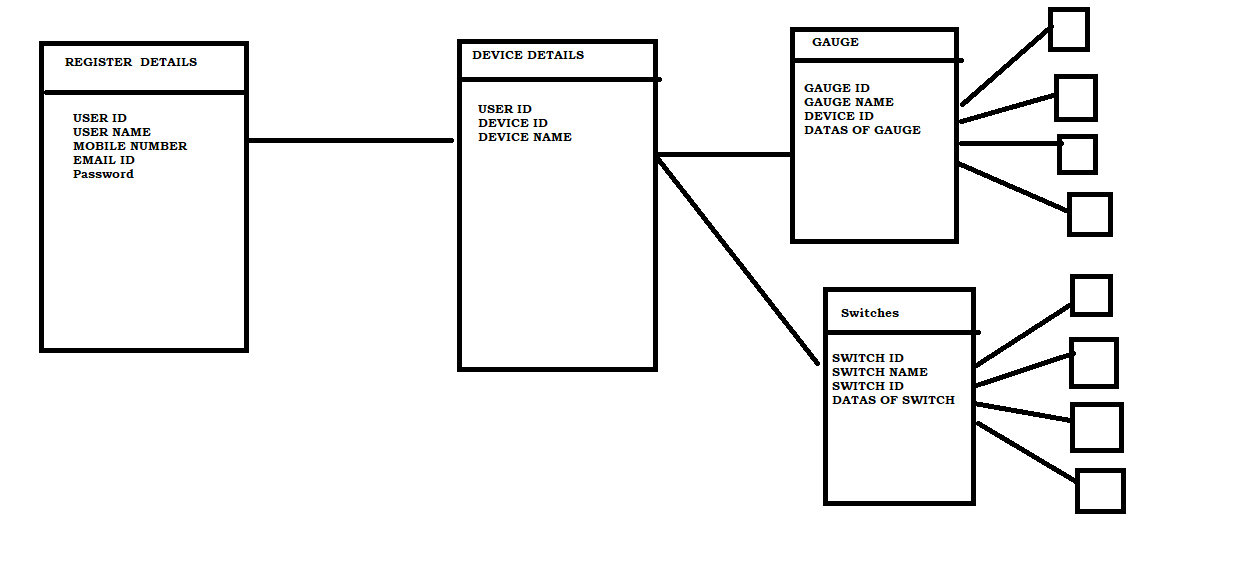 REGISTER DETAILS
USER ID
USER NAME
MOBILE NUMBER
EMAIL ID
Password
DEVICE DETAILS
USER ID
DEVICE ID
DEVICE NAME
GAUGE
GAUGE ID
GAUGE NAME
DEVICE ID
DATAS OF GAUGE
Switches
SWITCH ID
SWITCH NAME
SWITCH ID
DATAS OF SWITCH